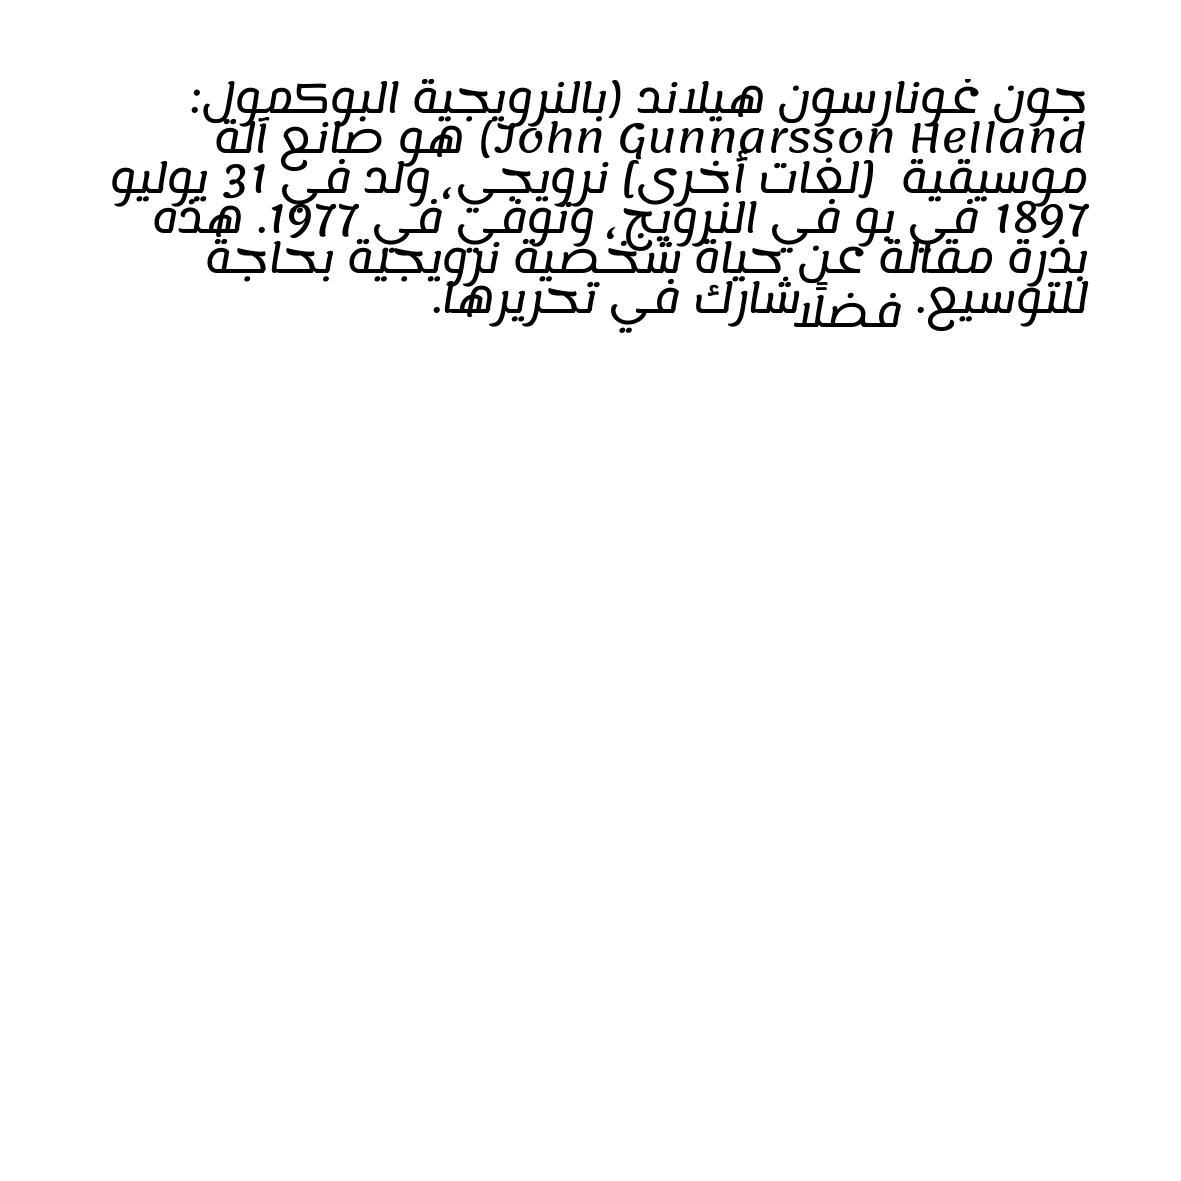 جون غونارسون هيلاند (بالنرويجية البوكمول:
John Gunnarsson Helland) هو صانع آلة
موسيقية  [لغات أخرى] نرويجي، ولد في 31 يوليو
1897 في بو في النرويج، وتوفي في 1977. هذه
بذرة مقالة عن حياة شخصية نرويجية بحاجة
للتوسيع. فضلًا شارك في تحريرها.